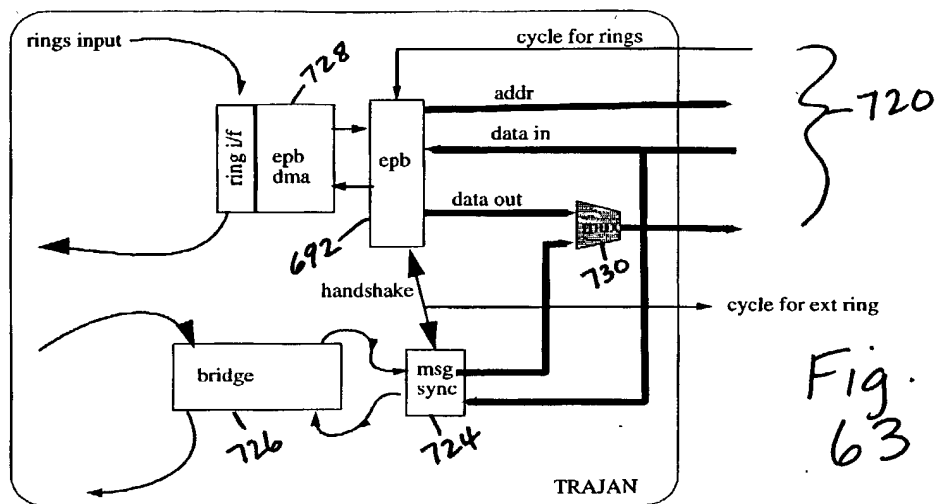 rings input
728
cycle for rings
720
addr
ring i/f
epb
dma
epb
data in
data out
mux
692
730
handshake
cycle for ext ring
bridge
msg
sync
726
724
TRAJAN
Fig.
63